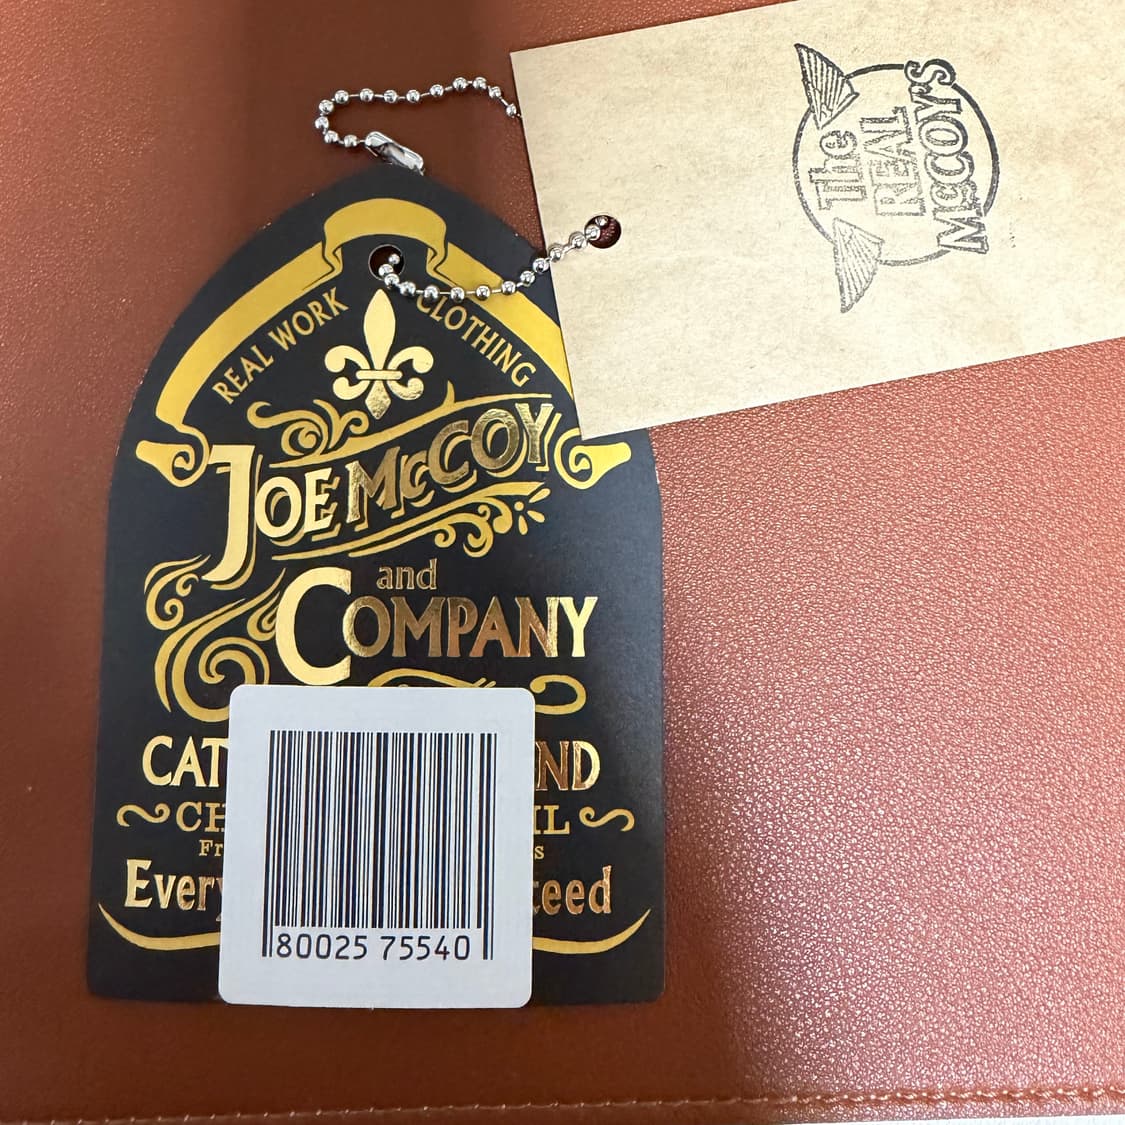 REAL WORK CLOTHING
JOE McCOY
and
COMPANY
80025 75540
The
REAL
McCOY'S